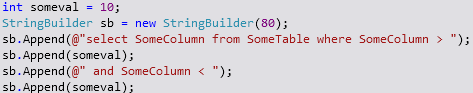 int someval = 10;
StringBuilder sb = new StringBuilder(80);
sb.Append(@"select SomeColumn from SomeTable where SomeColumn > ");
sb.Append(someval);
sb.Append(@" and SomeColumn < ");
sb.Append(someval);